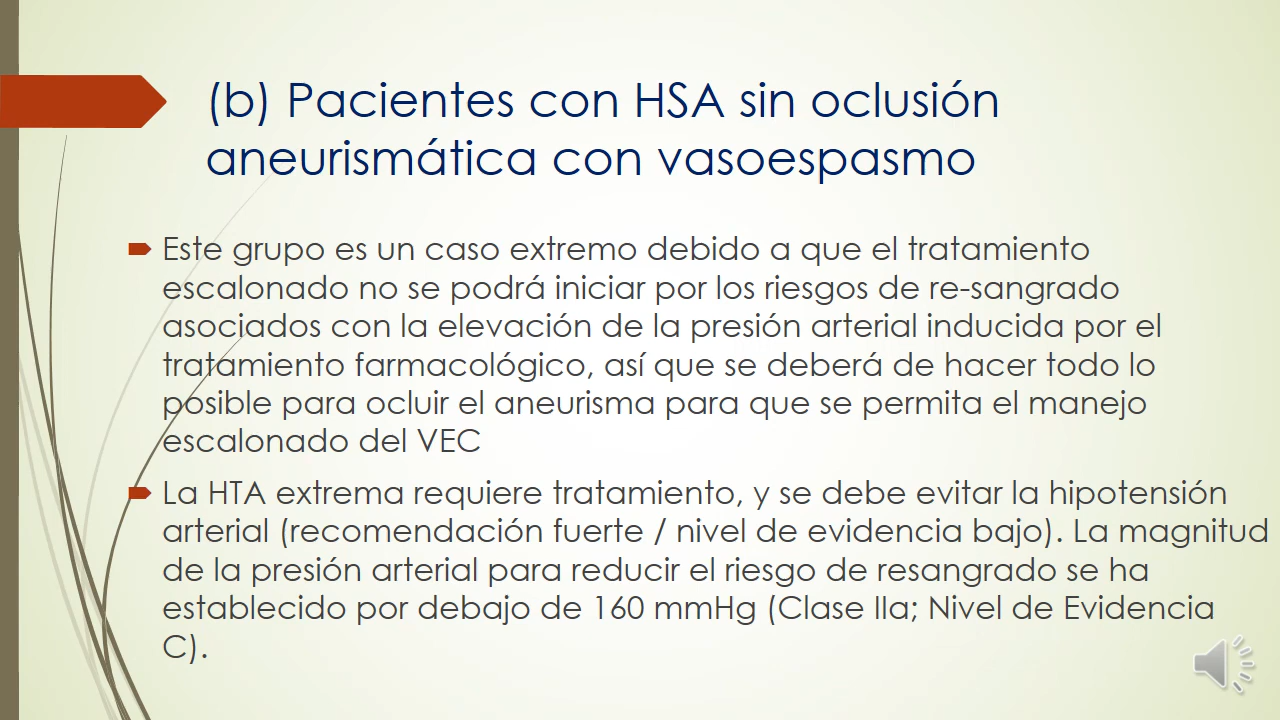 (b) Pacientes con HSA sin oclusión
aneurismática con vasoespasmo
Este grupo es un caso extremo debido a que el tratamiento
escalonado no se podrá iniciar por los riesgos de re-sangrado
asociados con la elevación de la presión arterial inducida por el
tratamiento farmacológico, así que se deberá de hacer todo lo
posible para ocluir el aneurisma para que se permita el manejo
escalonado del VEC
La HTA extrema requiere tratamiento, y se debe evitar la hipotensión
arterial (recomendación fuerte / nivel de evidencia bajo). La magnitud
de la presión arterial para reducir el riesgo de resangrado se ha
establecido por debajo de 160 mmHg (Clase IIa; Nivel de Evidencia
C).